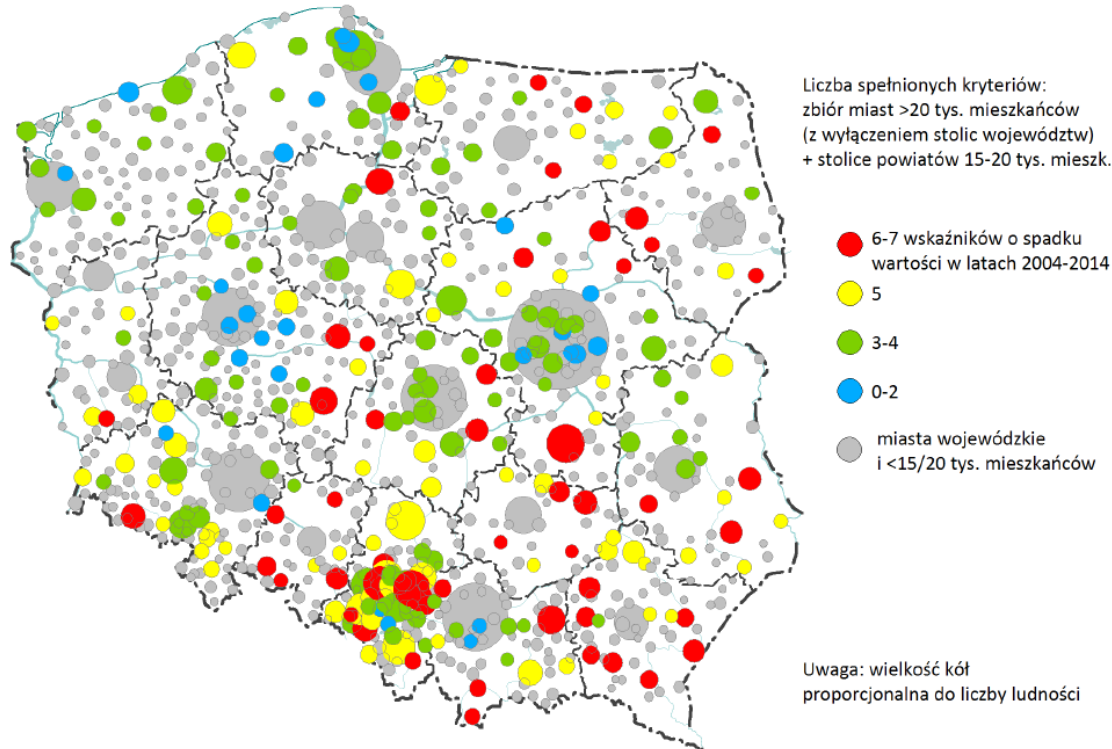 Liczba spełnionych kryteriów:
zbiór miast >20 tys. mieszkańców
(z wyłączeniem stolic województw)
+ stolice powiatów 15-20 tys. mieszk.
6-7 wskaźników o spadku
wartości w latach 2004-2014
5
3-4
0-2
miasta wojewódzkie
i <15/20 tys. mieszkańców
Uwaga: wielkość kół
proporcjonalna do liczby ludności